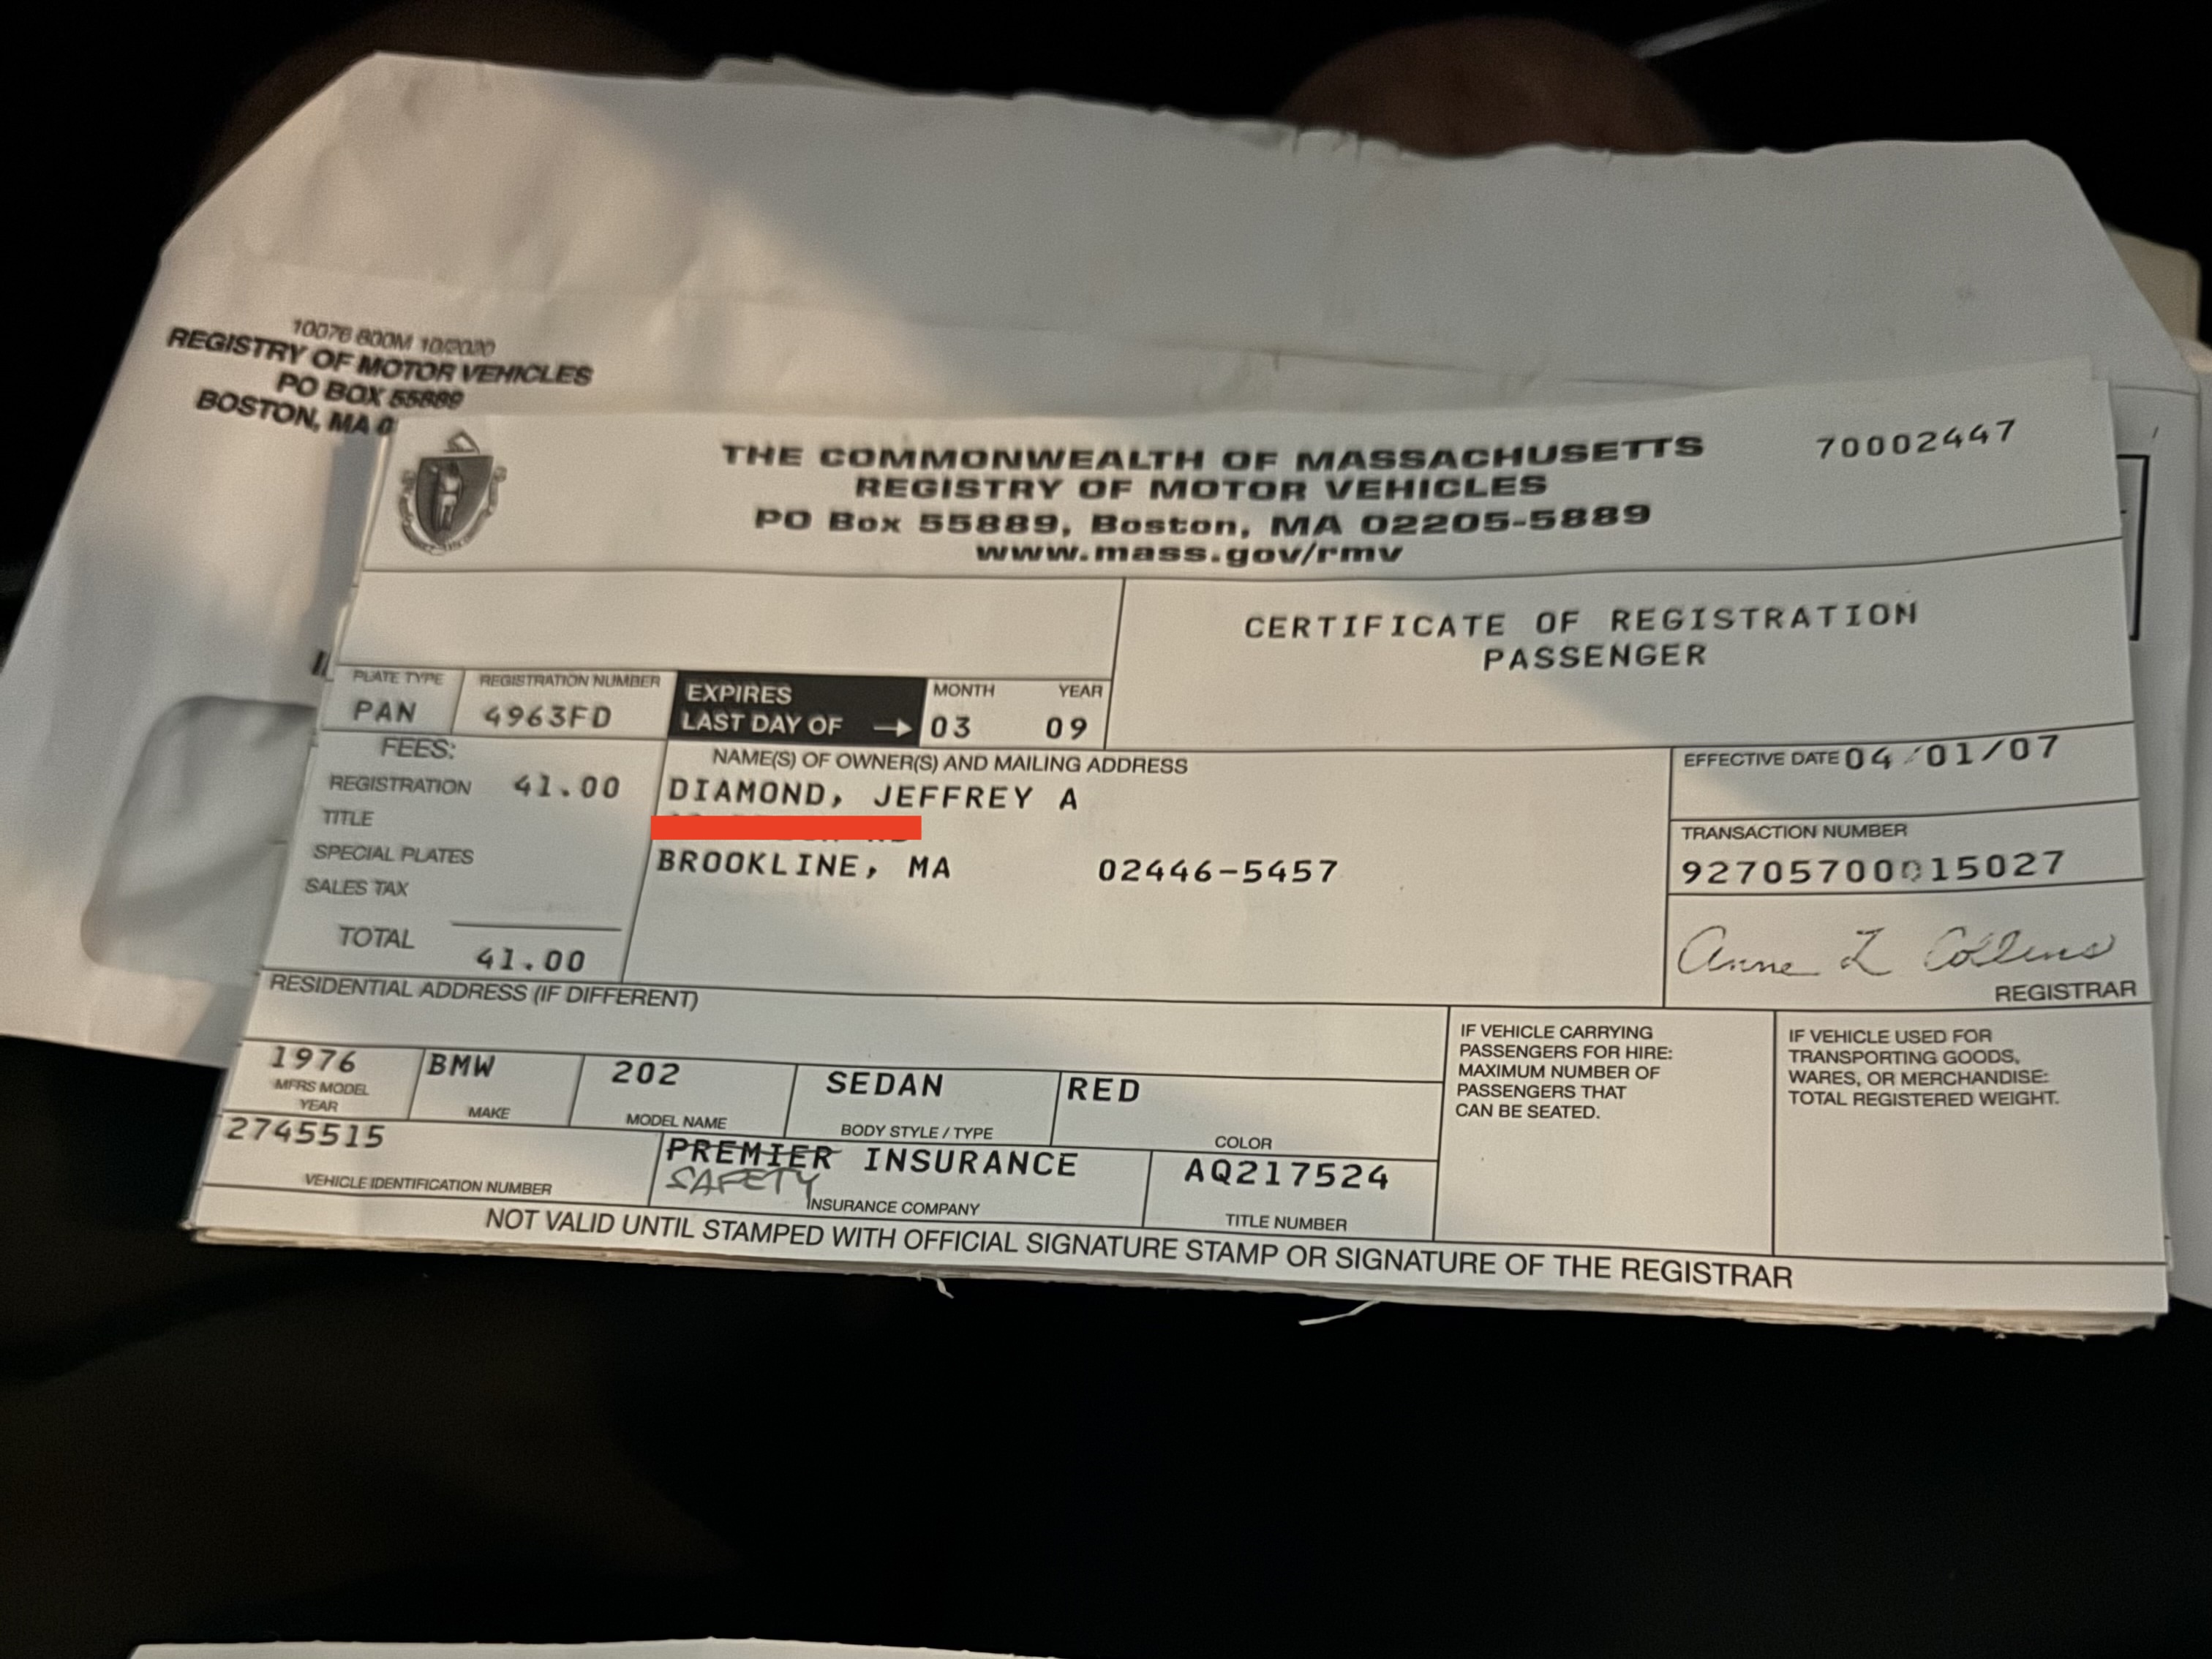 10076 800M 10/2020
REGISTRY OF MOTOR VEHICLES
PO BOX 55889
BOSTON, MA 0
THE COMMONWEALTH OF MASSACHUSETTS
70002447
REGISTRY OF MOTOR VEHICLES
PO Box 55889, Boston, MA 02205-5889
www.mass.gov/rmv
CERTIFICATE OF REGISTRATION
PASSENGER
PLATE TYPE REGISTRATION NUMBER
PAN 4963FD
EXPIRES
LAST DAY OF →
MONTH YEAR
03 09
FEES:
REGISTRATION 41.00
TITLE
SPECIAL PLATES
SALES TAX
TOTAL
41.00
NAME(S) OF OWNER(S) AND MAILING ADDRESS
DIAMOND, JEFFREY A
BROOKLINE, MA 02446-5457
EFFECTIVE DATE 04/01/07
TRANSACTION NUMBER
927057000015027
Anne L Collins
REGISTRAR
RESIDENTIAL ADDRESS (IF DIFFERENT)
1976
MFRS MODEL
YEAR
BMW
MAKE
202
MODEL NAME
SEDAN
BODY STYLE / TYPE
RED
COLOR
2745515
VEHICLE IDENTIFICATION NUMBER
PREMIER INSURANCE
SAFETY
INSURANCE COMPANY
AQ217524
TITLE NUMBER
IF VEHICLE CARRYING
PASSENGERS FOR HIRE:
MAXIMUM NUMBER OF
PASSENGERS THAT
CAN BE SEATED.
IF VEHICLE USED FOR
TRANSPORTING GOODS,
WARES, OR MERCHANDISE:
TOTAL REGISTERED WEIGHT.
NOT VALID UNTIL STAMPED WITH OFFICIAL SIGNATURE STAMP OR SIGNATURE OF THE REGISTRAR